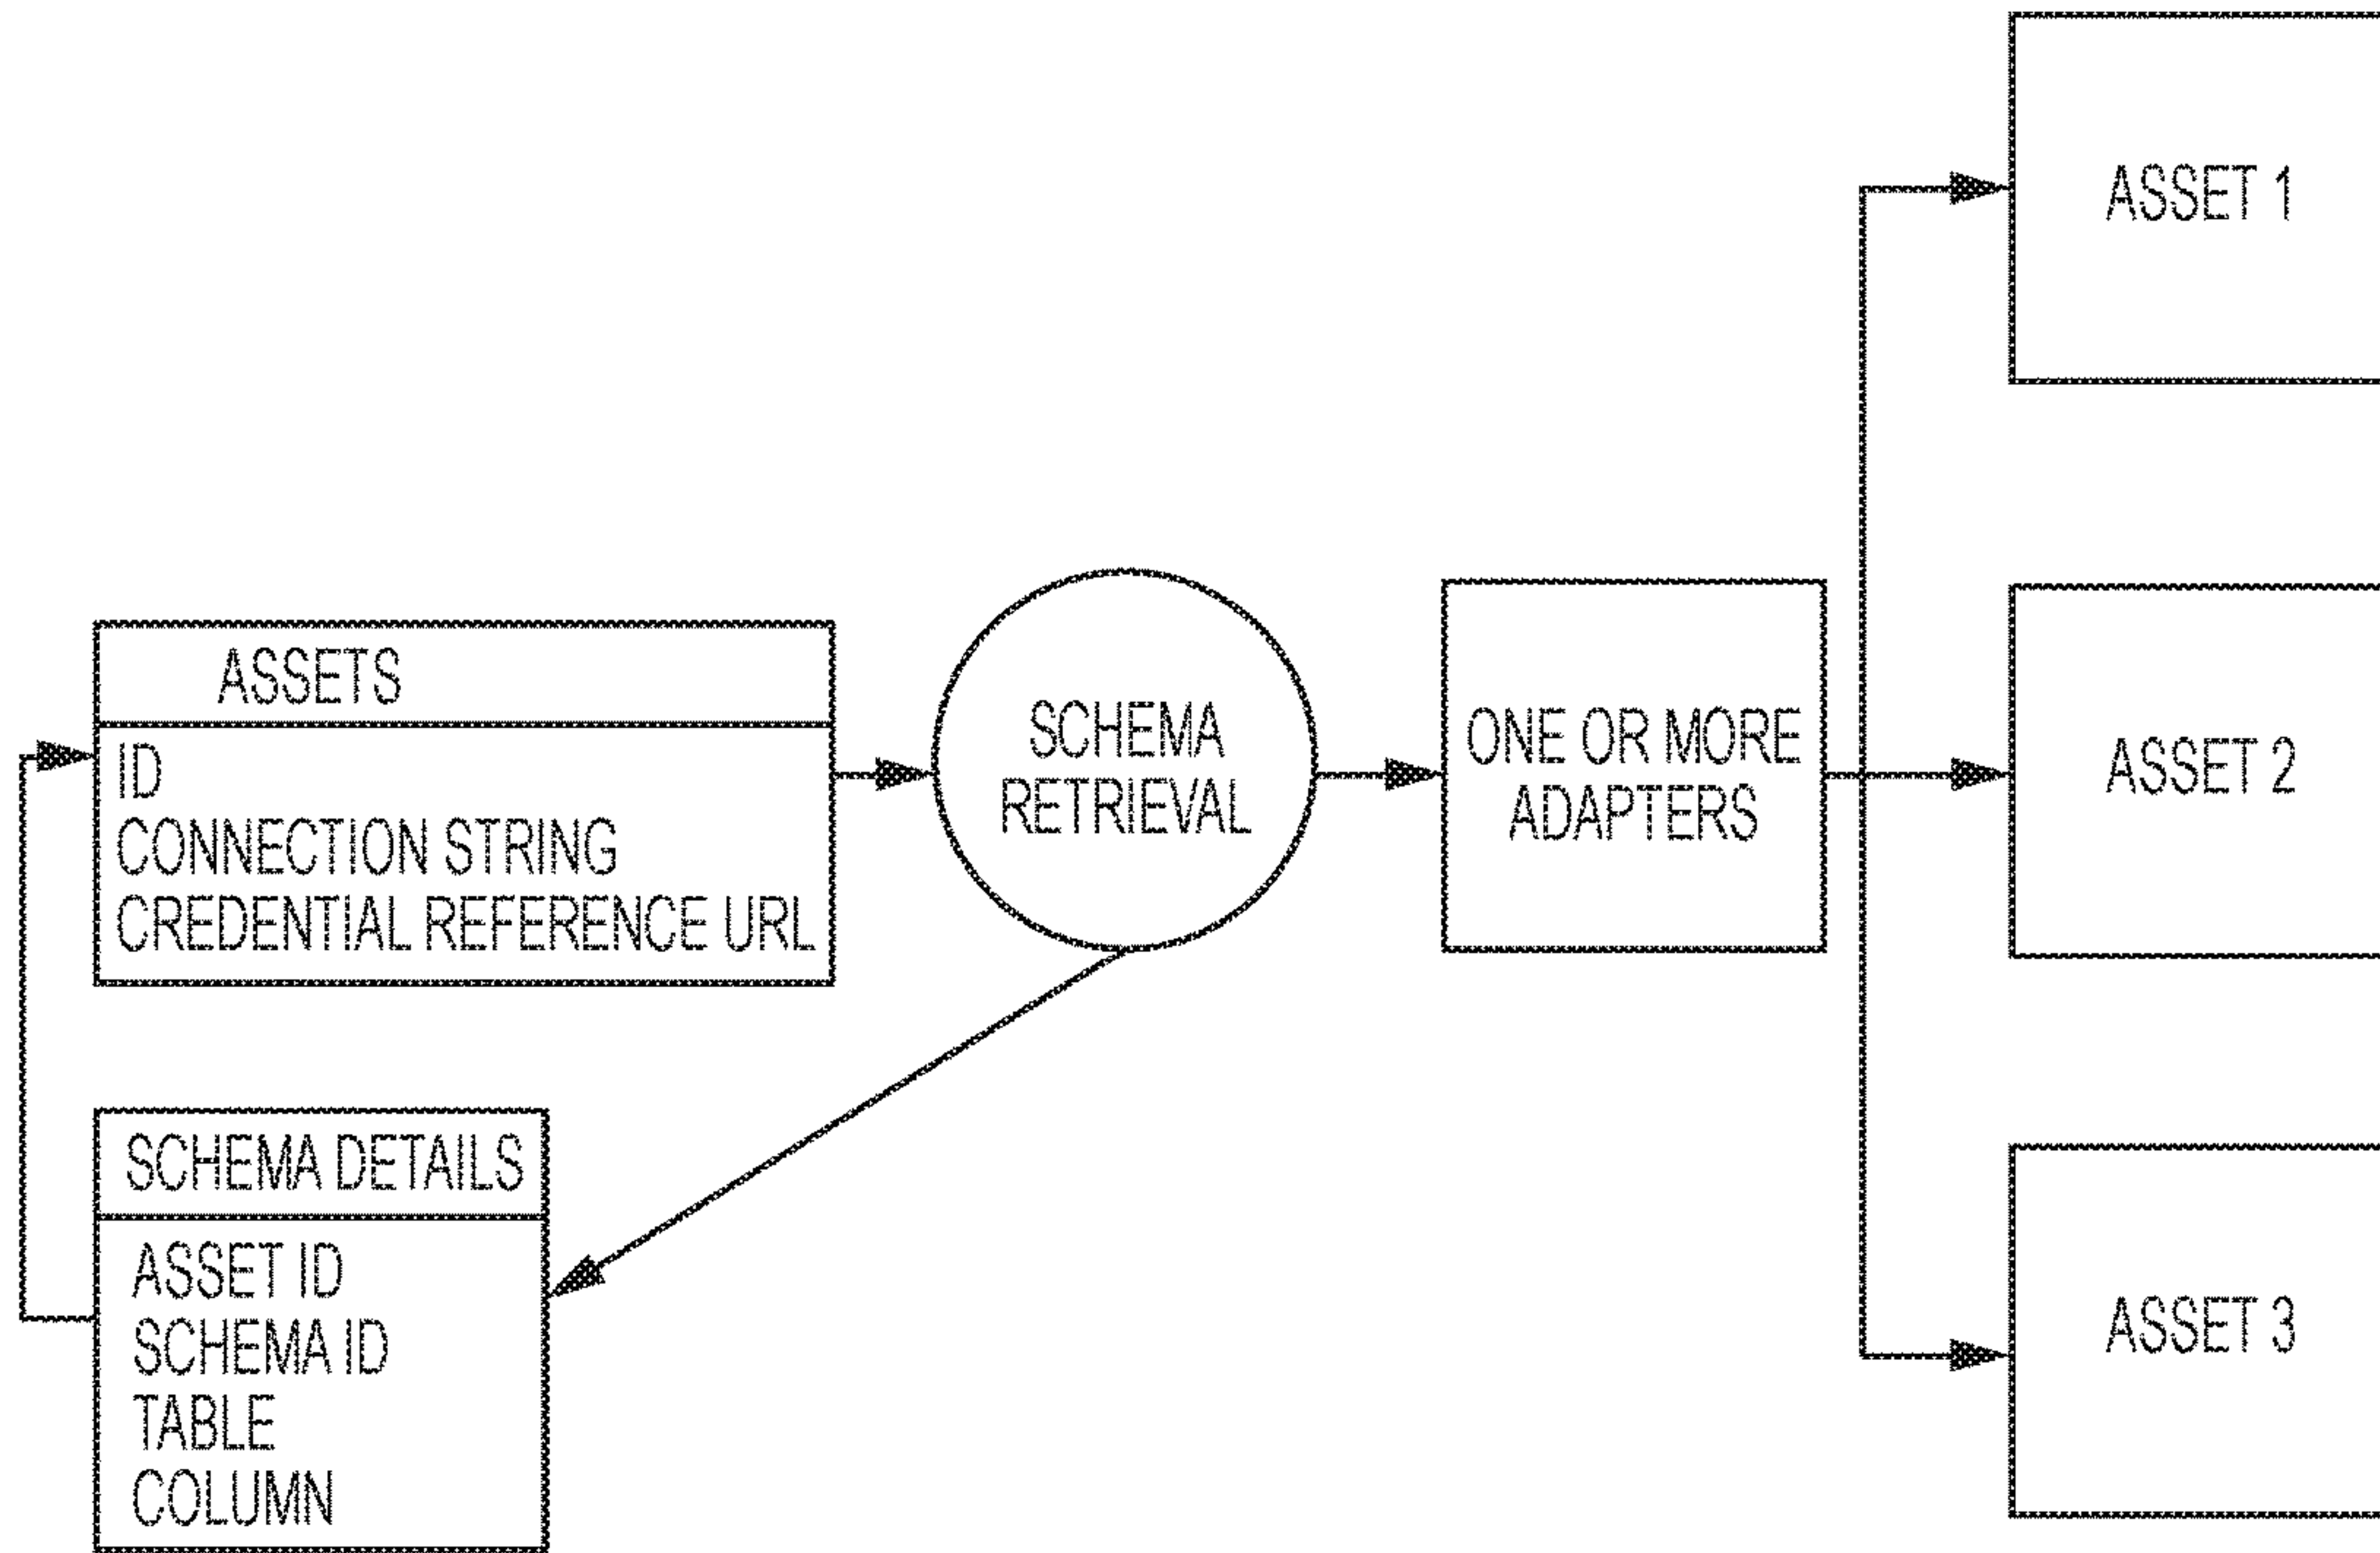 ASSET 1
ASSETS
ID
CONNECTION STRING
CREDENTIAL REFERENCE URL
SCHEMA
RETRIEVAL
ONE OR MORE
ADAPTERS
ASSET 2
SCHEMA DETAILS
ASSET ID
SCHEMA ID
TABLE
COLUMN
ASSET 3